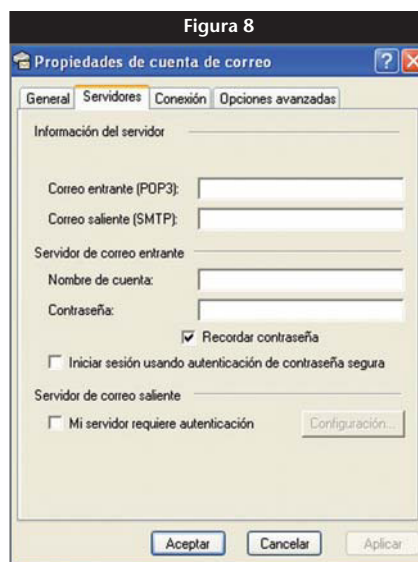 Figura 8
Propiedades de cuenta de correo
General Servidores Conexión Opciones avanzadas
Información del servidor
Correo entrante (POP3):
Correo saliente (SMTP):
Servidor de correo entrante
Nombre de cuenta:
Contraseña:
Recordar contraseña
Iniciar sesión usando autenticación de contraseña segura
Servidor de correo saliente
Mi servidor requiere autenticación Configuración...
Aceptar Cancelar Aplicar